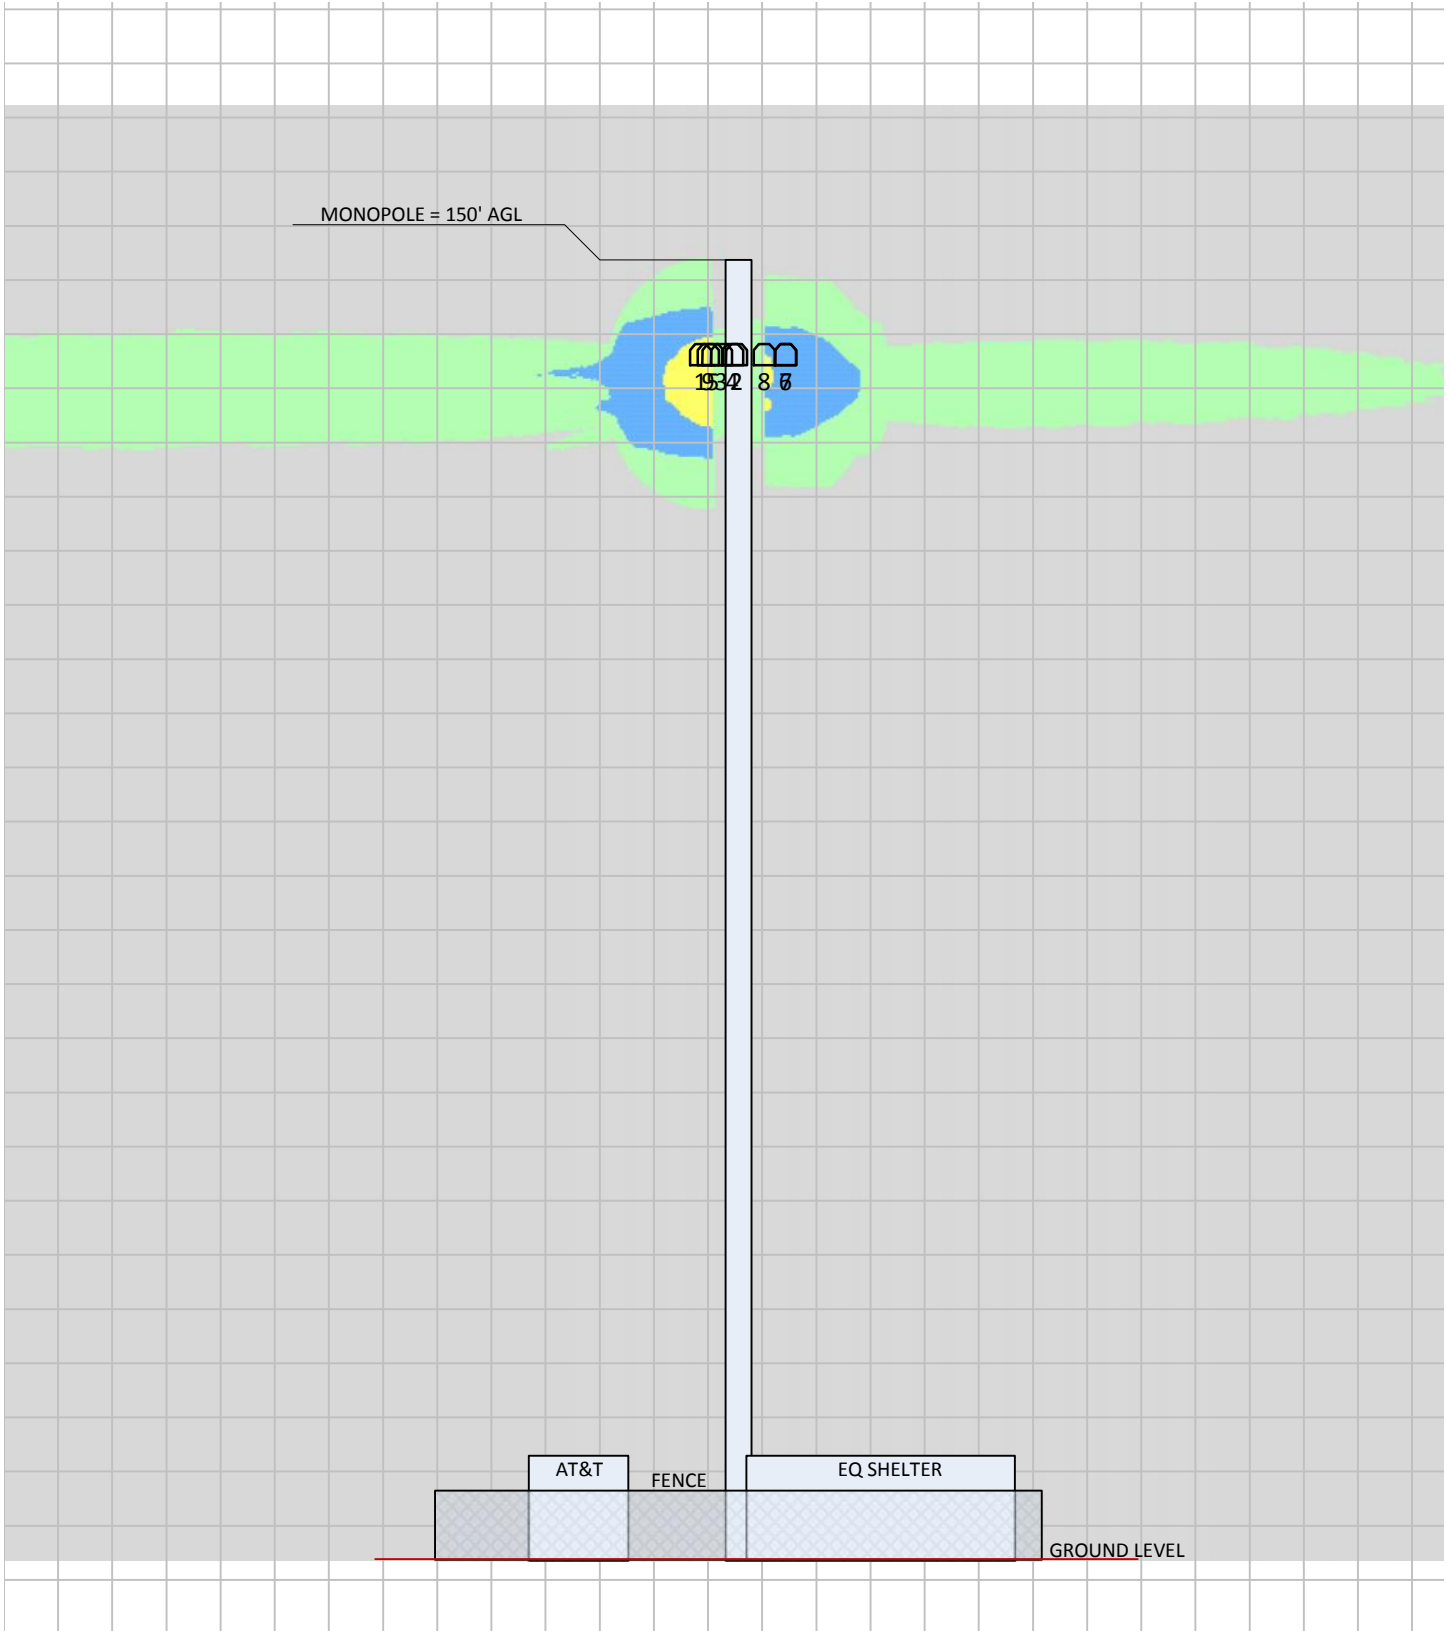 MONOPOLE = 150' AGL
8
AT&T
FENCE
EQ SHELTER
GROUND LEVEL